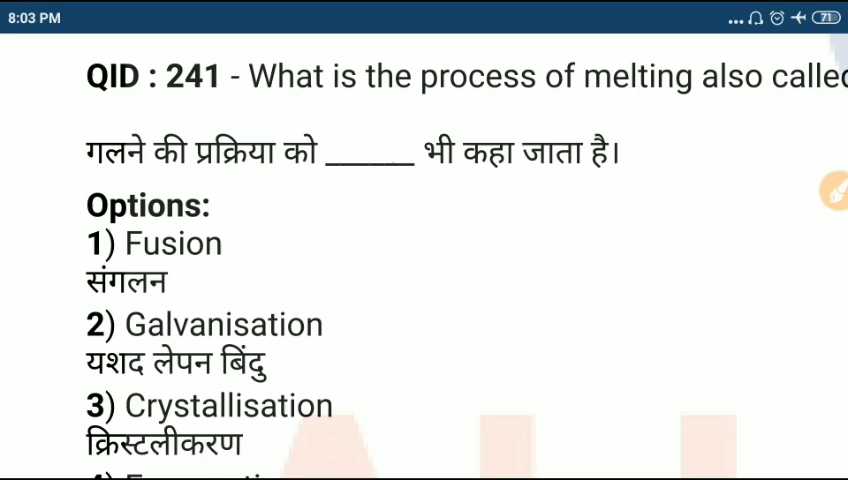 8:03 PM
71
QID : 241 - What is the process of melting also
गलने की प्रक्रिया को ______ भी कहा जाता है।
Options:
1) Fusion
संगलन
2) Galvanisation
यशद लेपन बिंदु
3) Crystallisation
क्रिस्टलीकरण